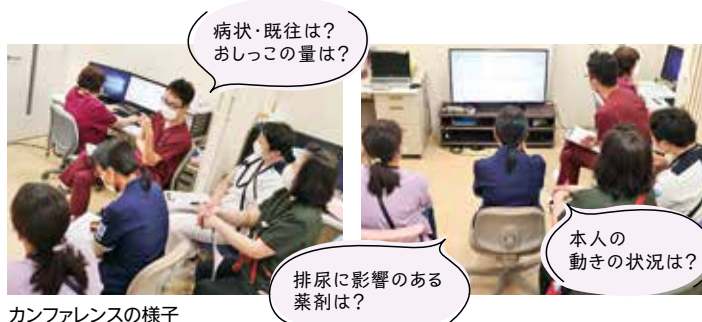 病状・既往は?
おしっこの量は?
排尿に影響のある
薬剤は?
本人の
動きの状況は?
カンファレンスの様子